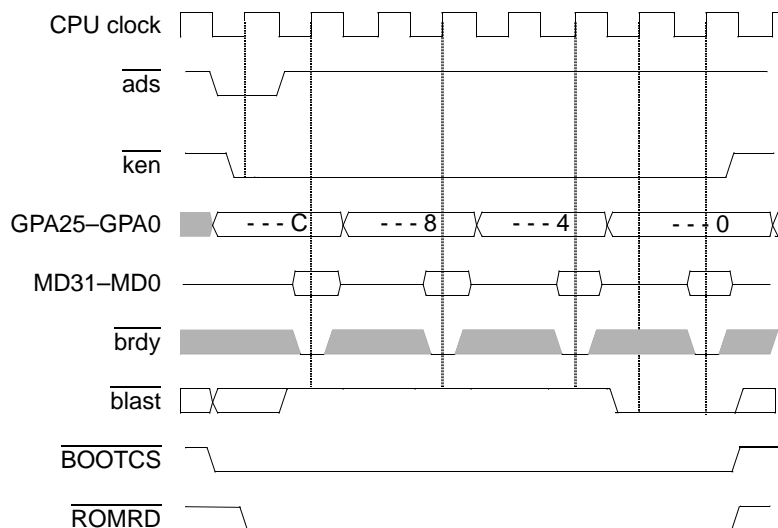 CPU clock
ads
ken
GPA25–GPA0 - - - C - - - 8 - - - 4 - - - 0
MD31–MD0
brdy
blast
BOOTCS
ROMRD